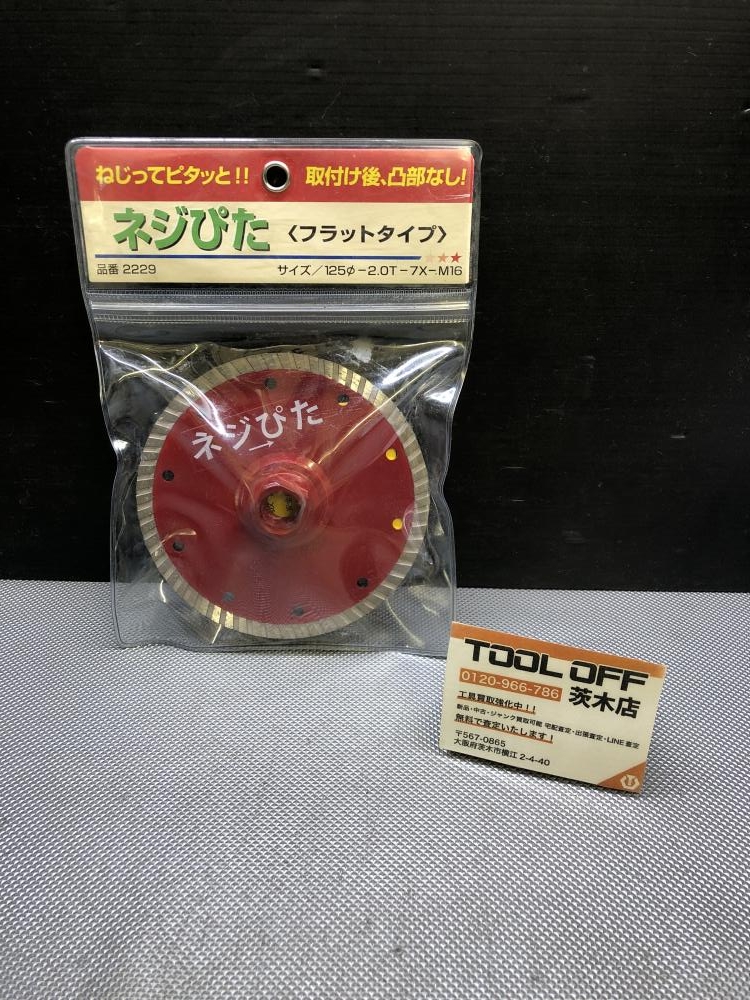 ねじってピタッと!! 取付け後、凸部なし!
ネジぴた 〈フラットタイプ〉
品番 2229 サイズ/125φ-2.0T-7X-M16
ネジぴた
→
TOOL OFF
0120-966-786 茨木店
工具買取強化中!!
新品・中古・ジャンク買取可能 宅配査定・出張査定・LINE査定
無料で査定いたします!
〒567-0865
大阪府茨木市横江 2-4-40